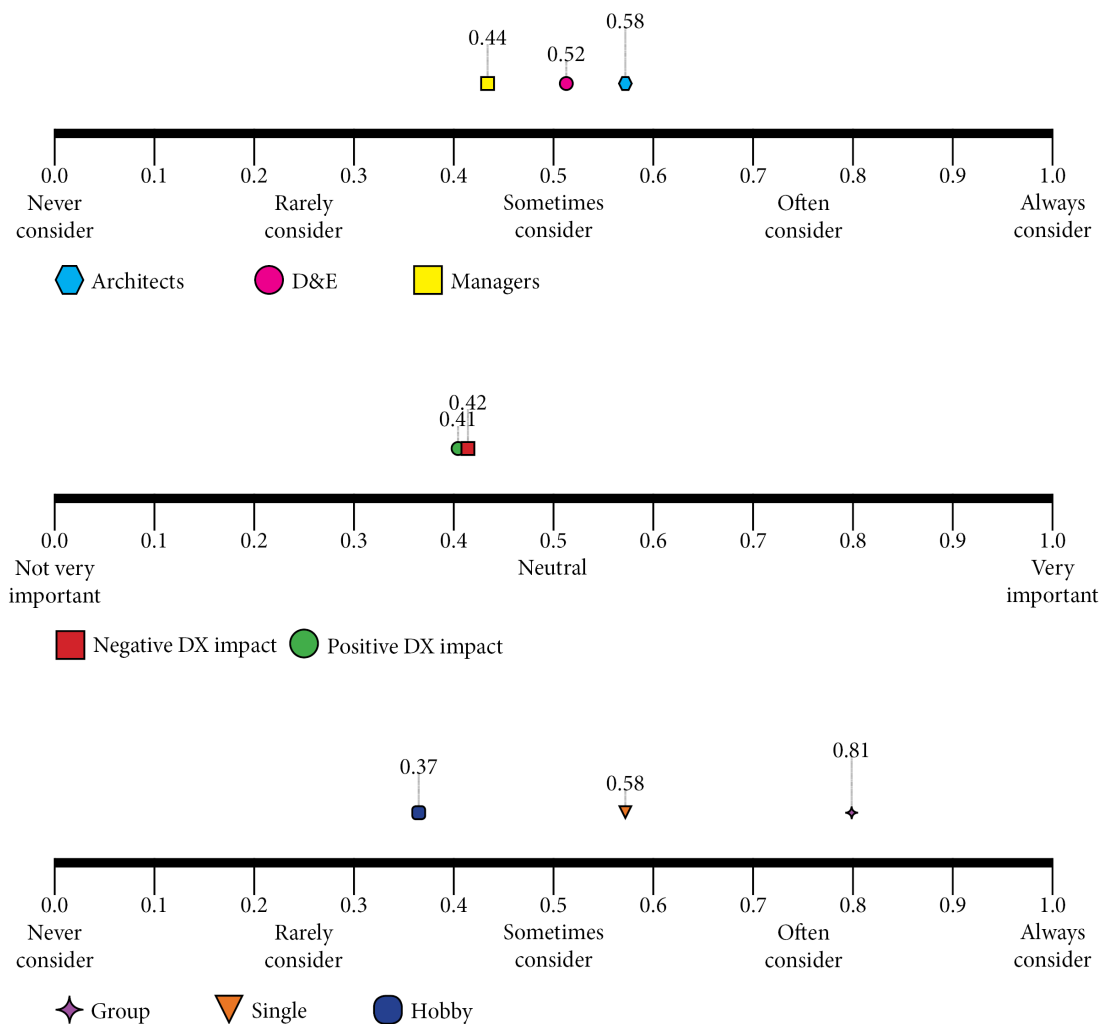 0.58
0.44
0.52
0.0 0.1 0.2 0.3 0.4 0.5 0.6 0.7 0.8 0.9 1.0
Never Rarely Sometimes Often Always
consider consider consider consider consider
Architects D&E Managers
0.42
0.41
0.0 0.1 0.2 0.3 0.4 0.5 0.6 0.7 0.8 0.9 1.0
Not very Neutral Very
important important
Negative DX impact Positive DX impact
0.81
0.37
0.58
0.0 0.1 0.2 0.3 0.4 0.5 0.6 0.7 0.8 0.9 1.0
Never Rarely Sometimes Often Always
consider consider consider consider consider
Group Single Hobby